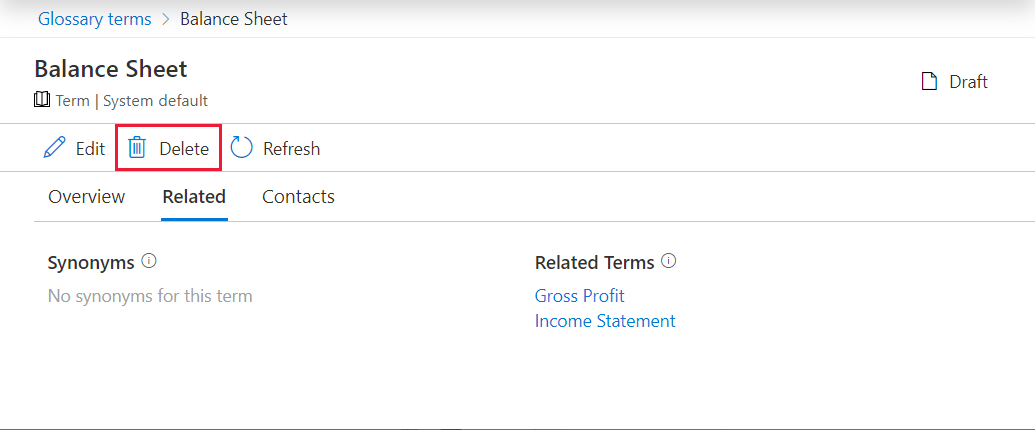 Glossary terms > Balance Sheet
Balance Sheet
Term | System default
Draft
Edit Delete Refresh
Overview Related Contacts
Synonyms
No synonyms for this term
Related Terms
Gross Profit
Income Statement